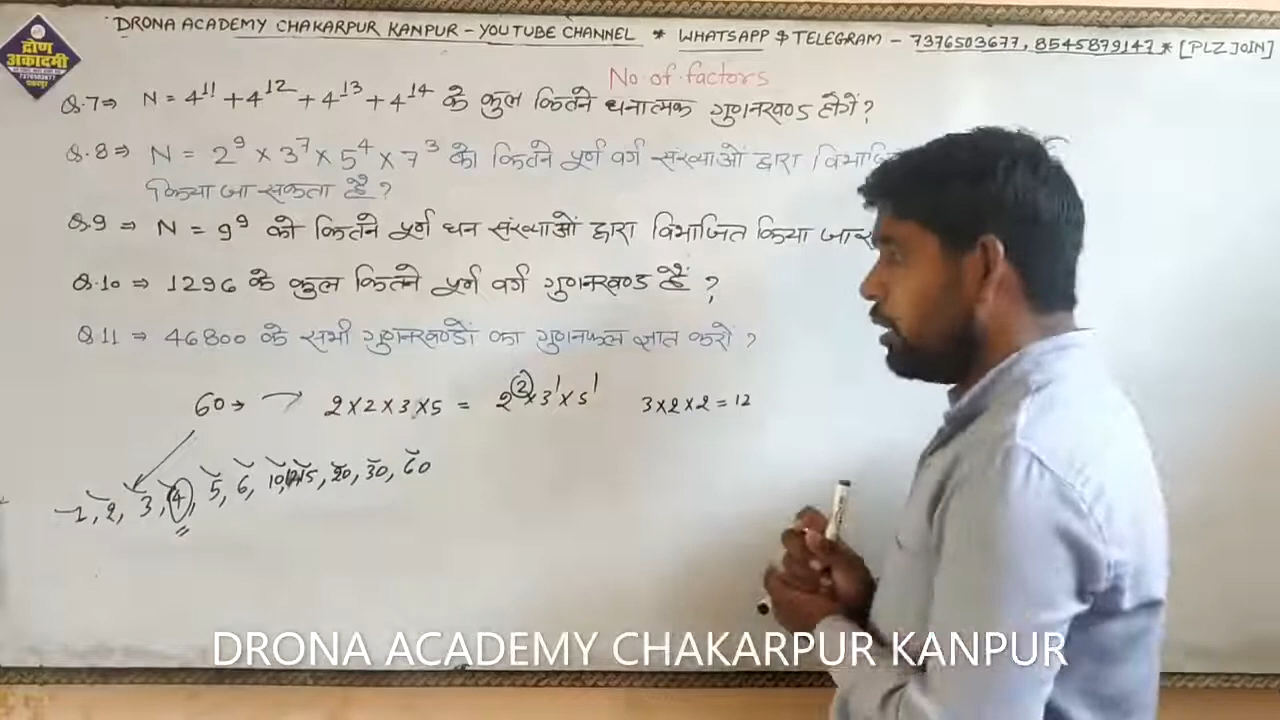 DRONA ACADEMY CHAKARPUR KANPUR - YOUTUBE CHANNEL * WHATSAPP & TELEGRAM - 7376503677, 8545879147 * [PLZ JOIN]
द्रोण
अकादमी
No. of. factors
Q.7⇒ N = 4¹¹ + 4¹² + 4¹³ + 4¹⁴ के कुल कितने धनात्मक गुणनखण्ड होगें ?
Q.8⇒ N = 2⁹ × 3⁷ × 5⁴ × 7³ को कितने पूर्ण वर्ग संख्याओं द्वारा
किया जा सकता है ?
Q.9 ⇒ N = 9⁹ को कितने पूर्ण घन संख्याओं द्वारा विभाजित किया
Q.10 ⇒ 1296 के कुल कितने पूर्ण वर्ग गुणनखण्ड हैं ?
Q.11 ⇒ 46800 के सभी गुणनखण्डों का गुणनफल ज्ञात करो ?
60→ → 2×2×3×5 = 2²×3¹×5¹ 3×2×2=12
1, 2, 3, 4, 5, 6, 10, 15, 20, 30, 60
DRONA ACADEMY CHAKARPUR KANPUR